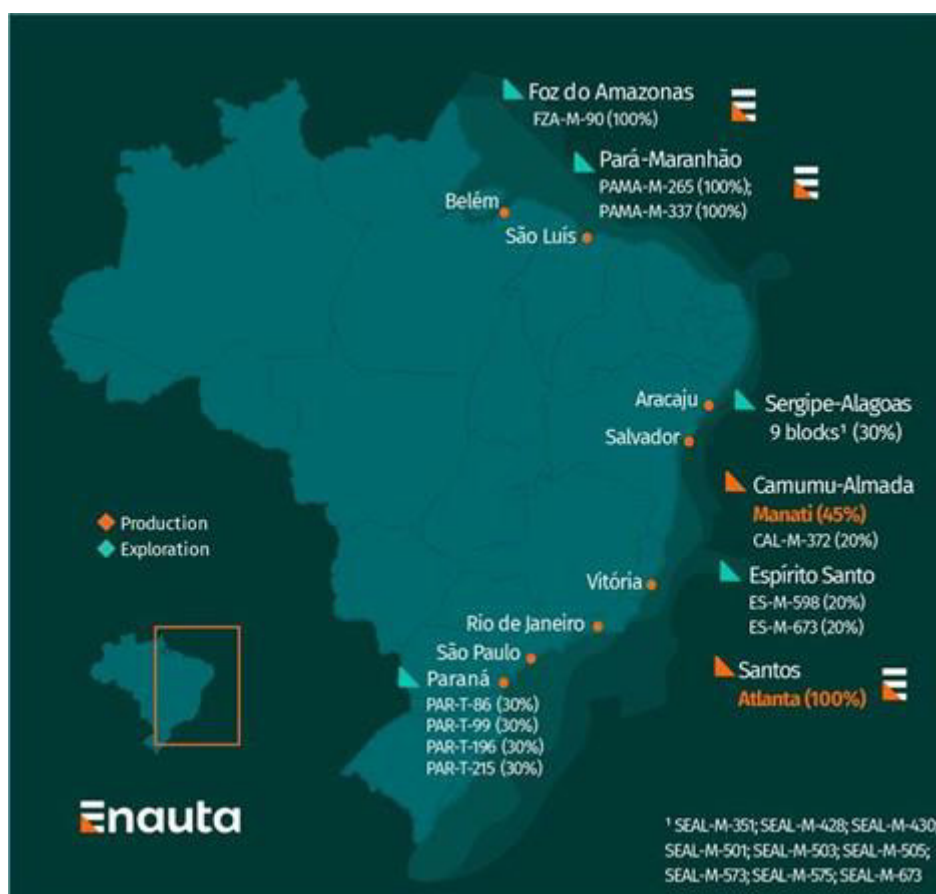 Foz do Amazonas
FZA-M-90 (100%)
Pará-Maranhão
PAMA-M-265 (100%);
PAMA-M-337 (100%)
Belém
São Luís
Aracaju
Sergipe-Alagoas
9 blocks¹ (30%)
Salvador
Camumu-Almada
Manati (45%)
CAL-M-372 (20%)
Production
Exploration
Vítória
Espírito Santo
ES-M-598 (20%)
ES-M-673 (20%)
Rio de Janeiro
São Paulo
Paraná
PAR-T-86 (30%)
PAR-T-99 (30%)
PAR-T-196 (30%)
PAR-T-215 (30%)
Santos
Atlanta (100%)
Enauta
¹ SEAL-M-351; SEAL-M-428; SEAL-M-430
SEAL-M-501; SEAL-M-503; SEAL-M-505;
SEAL-M-573; SEAL-M-575; SEAL-M-673